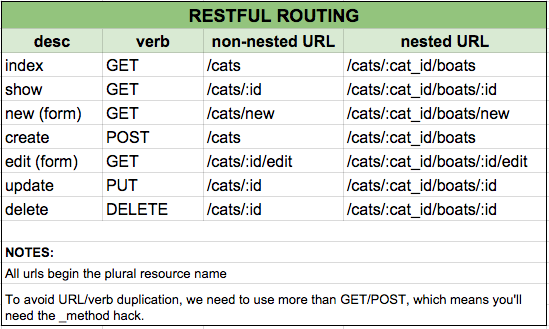 RESTFUL ROUTING
desc verb non-nested URL nested URL
index GET /cats /cats/:cat_id/boats
show GET /cats/:id /cats/:cat_id/boats/:id
new (form) GET /cats/new /cats/:cat_id/boats/new
create POST /cats /cats/:cat_id/boats
edit (form) GET /cats/:id/edit /cats/:cat_id/boats/:id/edit
update PUT /cats/:id /cats/:cat_id/boats/:id
delete DELETE /cats/:id /cats/:cat_id/boats/:id
NOTES:
All urls begin the plural resource name
To avoid URL/verb duplication, we need to use more than GET/POST, which means you'll
need the _method hack.